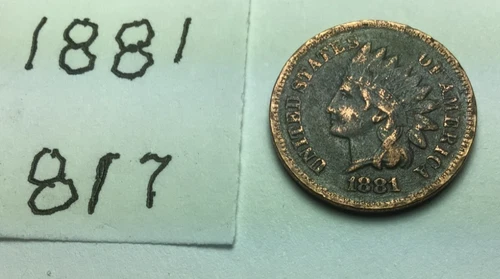 1881
817
UNITED STATES OF AMERICA
1881